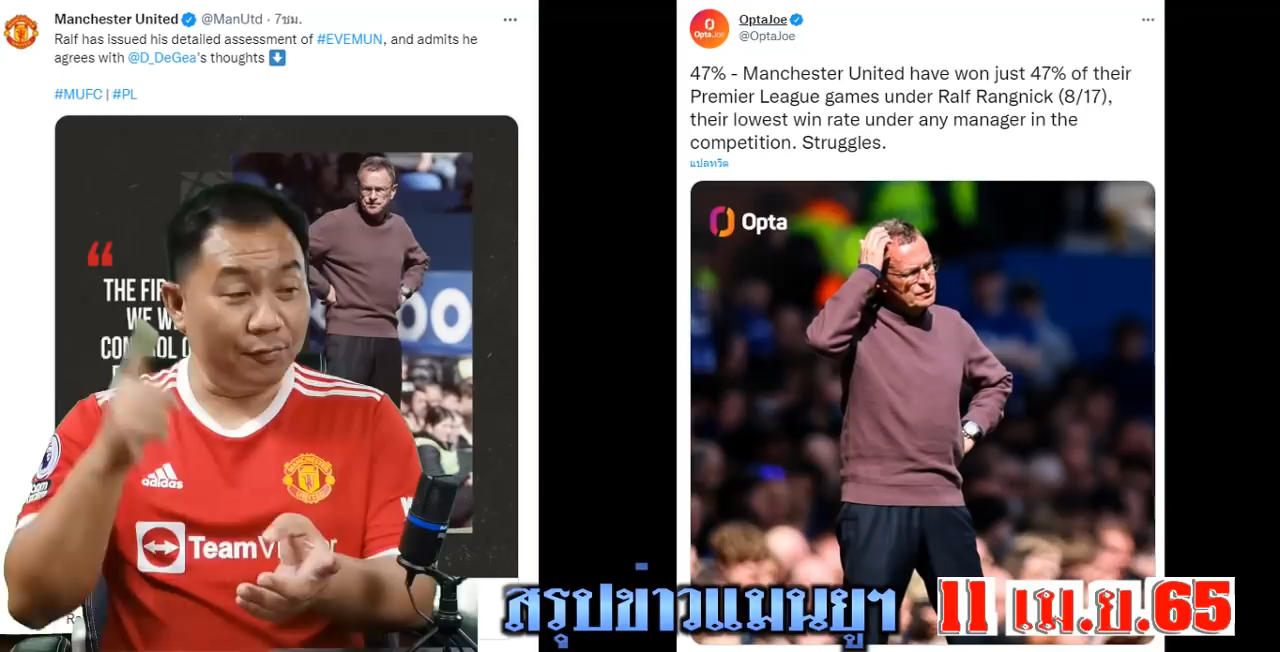 Manchester United @ManUtd · 7ชม.
Ralf has issued his detailed assessment of #EVEMUN, and admits he
agrees with @D_DeGea's thoughts
#MUFC | #PL
THE FIR
WE W
adidas
TeamV
OptaJoe
@OptaJoe
47% - Manchester United have won just 47% of their
Premier League games under Ralf Rangnick (8/17),
their lowest win rate under any manager in the
competition. Struggles.
แปลทวีต
Opta
สรุปข่าวแมนยูฯ 11 เม.ย.65